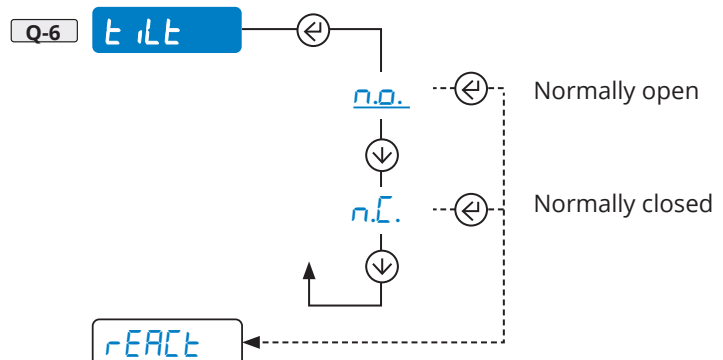 Q-6 tiLt
n.o. Normally open
n.C. Normally closed
rEACt